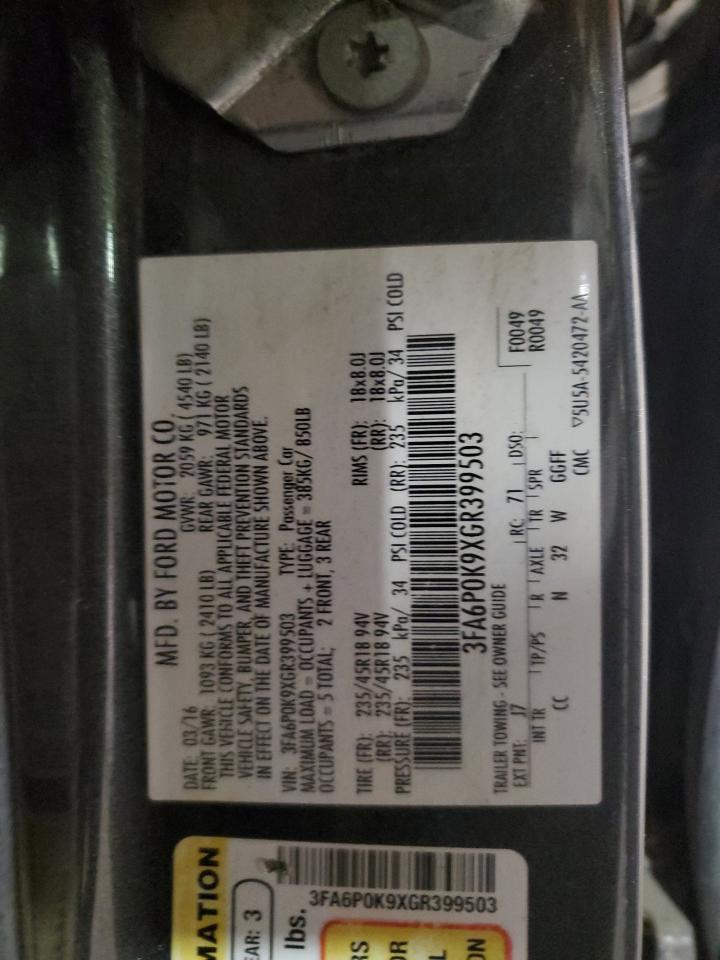 MFD. BY FORD MOTOR CO.
DATE: 03/16 GVWR: 2059 KG / 4540 LB)
FRONT GAWR: 1093 KG ( 2410 LB) REAR GAWR: 971 KG ( 2140 LB)
THIS VEHICLE CONFORMS TO ALL APPLICABLE FEDERAL MOTOR
VEHICLE SAFETY, BUMPER, AND THEFT PREVENTION STANDARDS
IN EFFECT ON THE DATE OF MANUFACTURE SHOWN ABOVE.
VIN: 3FA6P0K9XGR399503 TYPE: Passenger Car
MAXIMUM LOAD = OCCUPANTS + LUGGAGE = 385KG/ 850LB
OCCUPANTS = 5 TOTAL; 2 FRONT, 3 REAR
TIRE (FR): 235/45R18 94V RIMS (FR): 18x8.0J
(RR): 235/45R18 94V (RR): 18x8.0J
PRESSURE (FR): 235 kPa/ 34 PSI COLD (RR): 235 kPa/ 34 PSI COLD
3FA6P0K9XGR399503
TRAILER TOWING - SEE OWNER GUIDE
EXT PNT: J7 RC: 71 DSO: F0049
R0049
INT TR TP/PS R AXLE TR SPR
CC N 32 W GGFF
CMC ▽5U5A-5420472-AA
MATION
EAR: 3
lbs.
3FA6P0K9XGR399503
RS
OR
L
ON